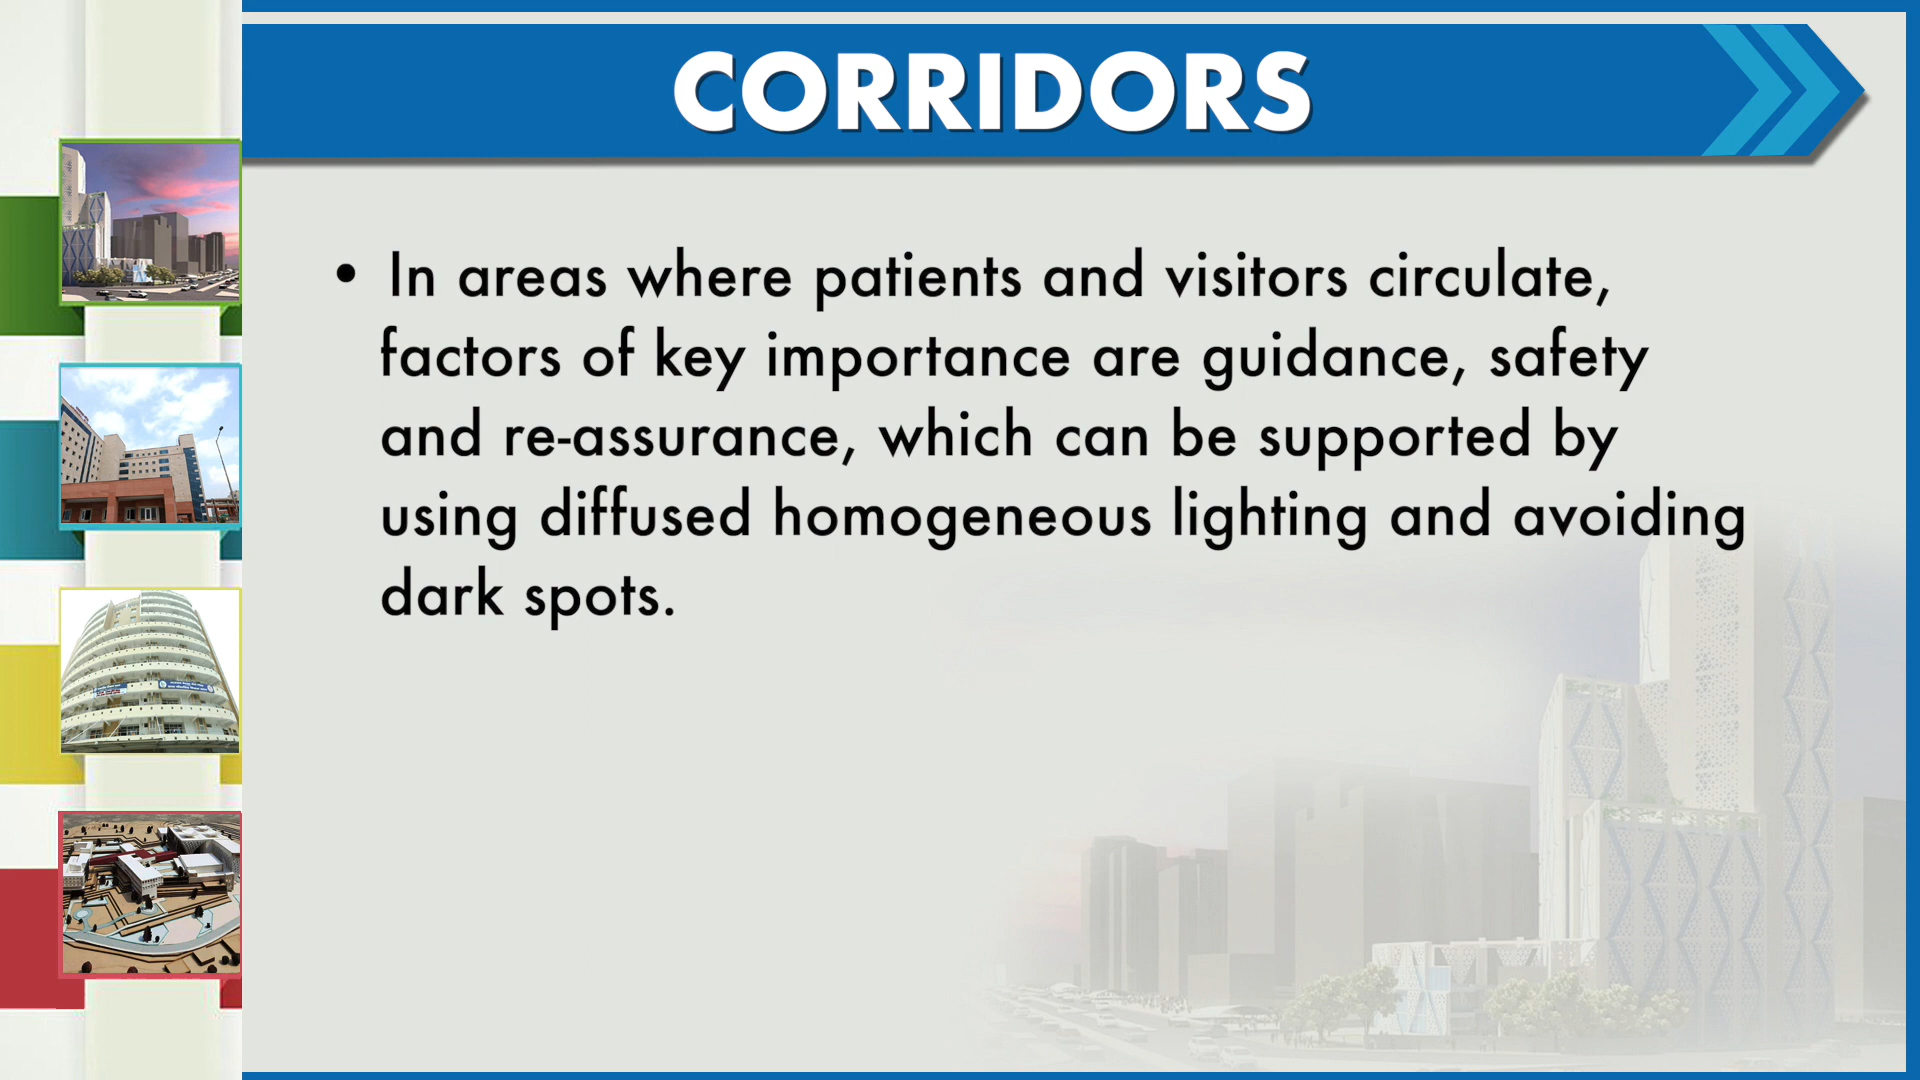 CORRIDORS
• In areas where patients and visitors circulate,
factors of key importance are guidance, safety
and re-assurance, which can be supported by
using diffused homogeneous lighting and avoiding
dark spots.